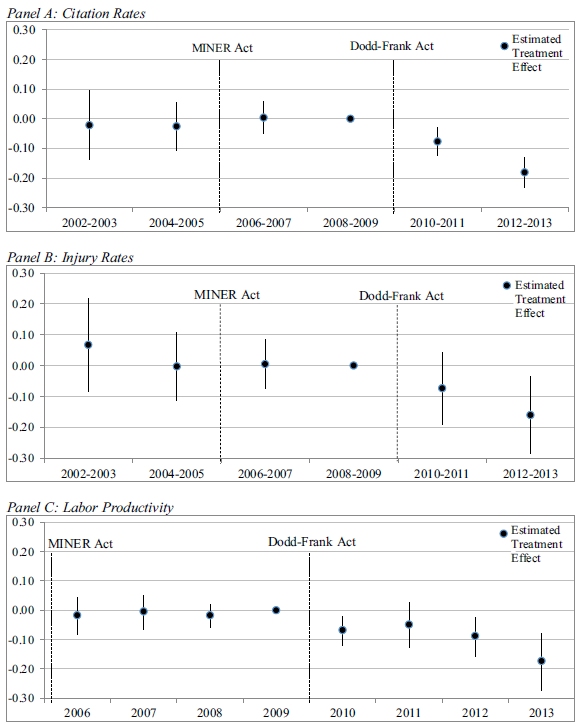 Panel A: Citation Rates
0.30
MINER Act
Dodd-Frank Act
Estimated
Treatment
Effect
0.20
0.10
0.00
-0.10
-0.20
-0.30
2002-2003 2004-2005 2006-2007 2008-2009 2010-2011 2012-2013
Panel B: Injury Rates
0.30
MINER Act
Dodd-Frank Act
Estimated
Treatment
Effect
0.20
0.10
0.00
-0.10
-0.20
-0.30
2002-2003 2004-2005 2006-2007 2008-2009 2010-2011 2012-2013
Panel C: Labor Productivity
0.30
MINER Act
Dodd-Frank Act
Estimated
Treatment
Effect
0.20
0.10
0.00
-0.10
-0.20
-0.30
2006 2007 2008 2009 2010 2011 2012 2013